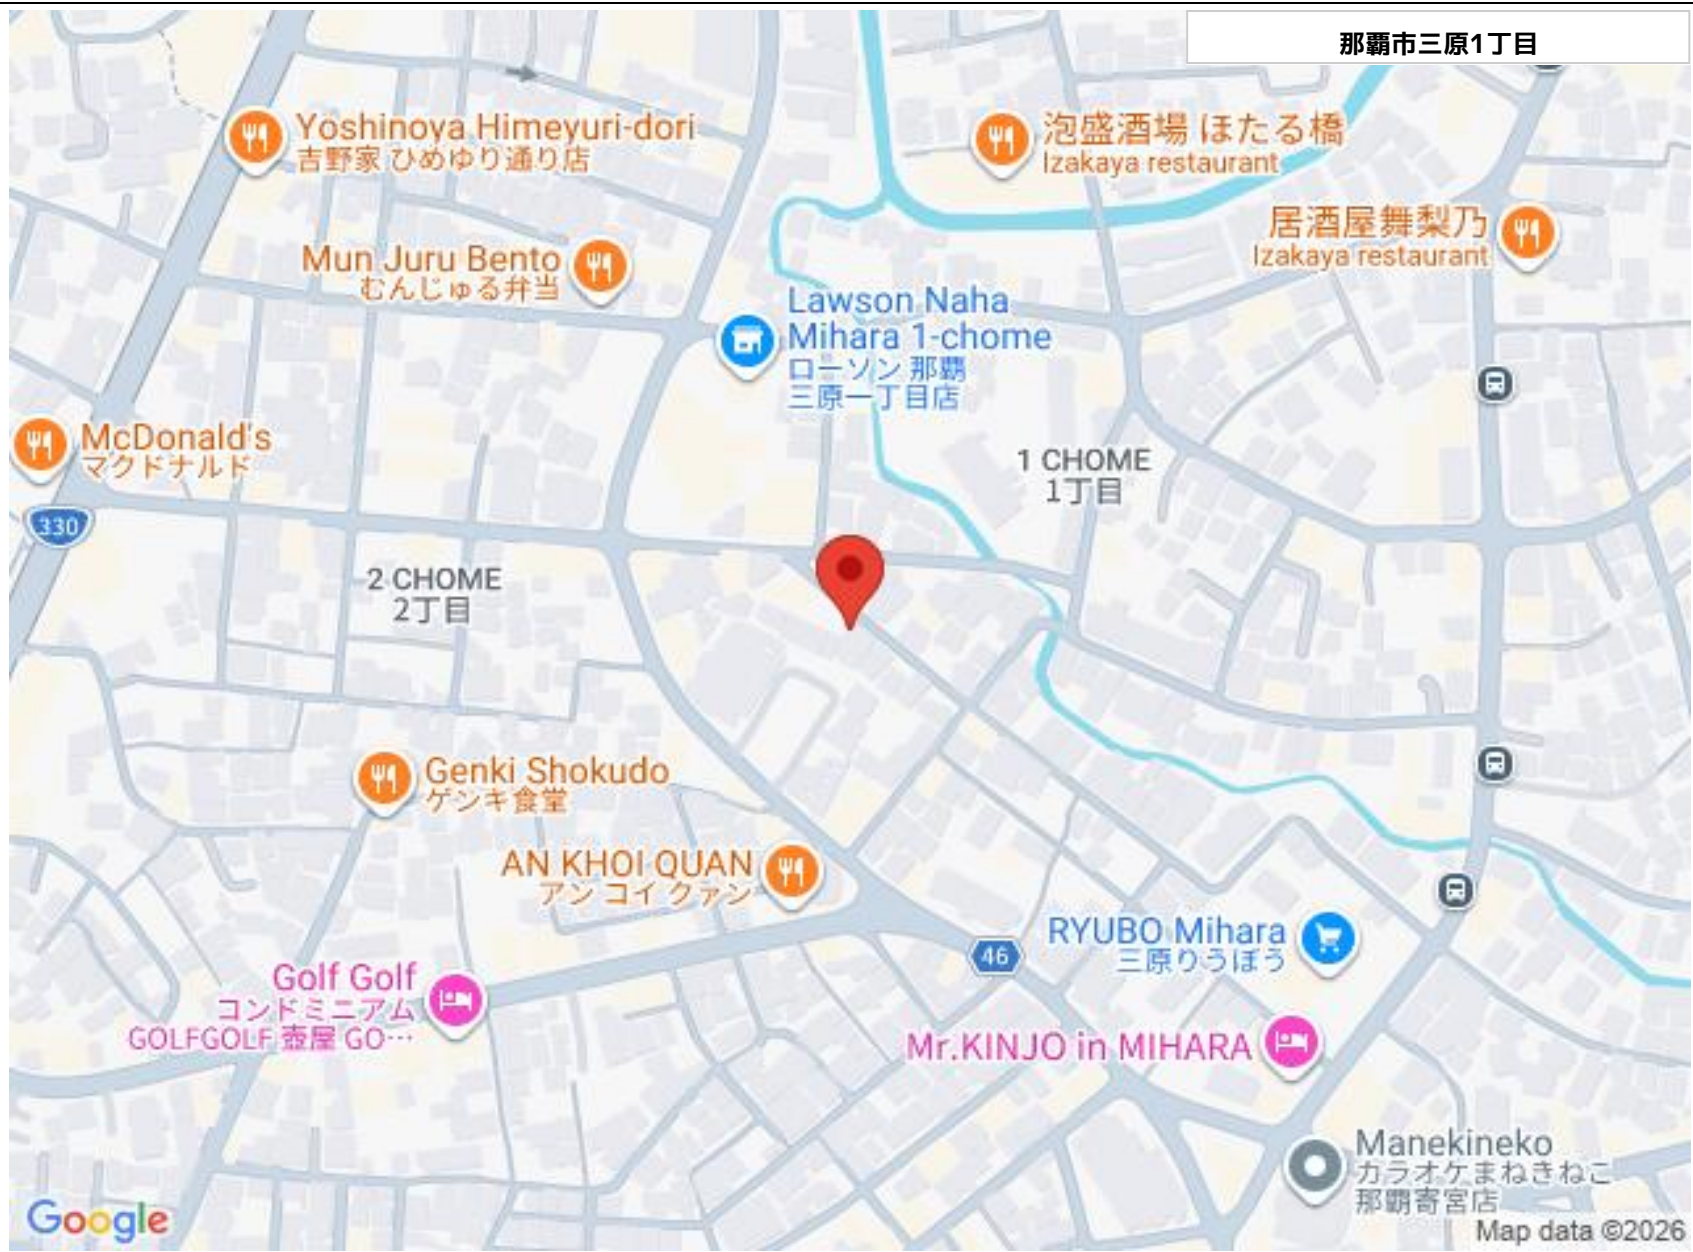 那覇市三原1丁目
Yoshinoya Himeyuri-dori
吉野家 ひめゆり通り店
泡盛酒場 ほたる橋
Izakaya restaurant
居酒屋舞梨乃
Izakaya restaurant
Mun Juru Bento
むんじゅる弁当
Lawson Naha
Mihara 1-chome
ローソン 那覇
三原一丁目店
McDonald's
マクドナルド
1 CHOME
1丁目
330
2 CHOME
2丁目
Genki Shokudo
ゲンキ食堂
AN KHOI QUAN
アン コイ クァン
RYUBO Mihara
三原りうぼう
46
Golf Golf
コンドミニアム
GOLFGOLF 壺屋 GO…
Mr.KINJO in MIHARA
Manekineko
カラオケまねきねこ
那覇寄宮店
Google
Map data ©2026